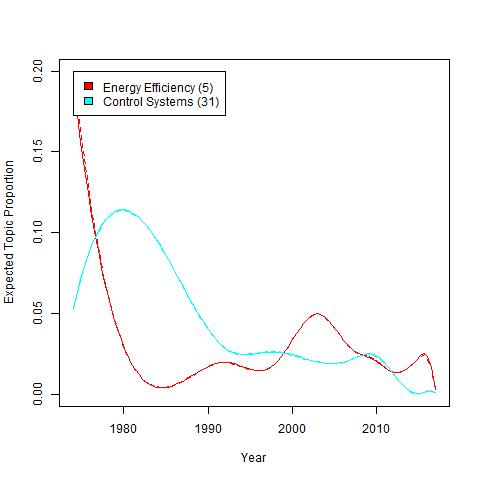 Energy Efficiency (5)
Control Systems (31)
Expected Topic Proportion
0.20
0.15
0.10
0.05
0.00
1980 1990 2000 2010
Year